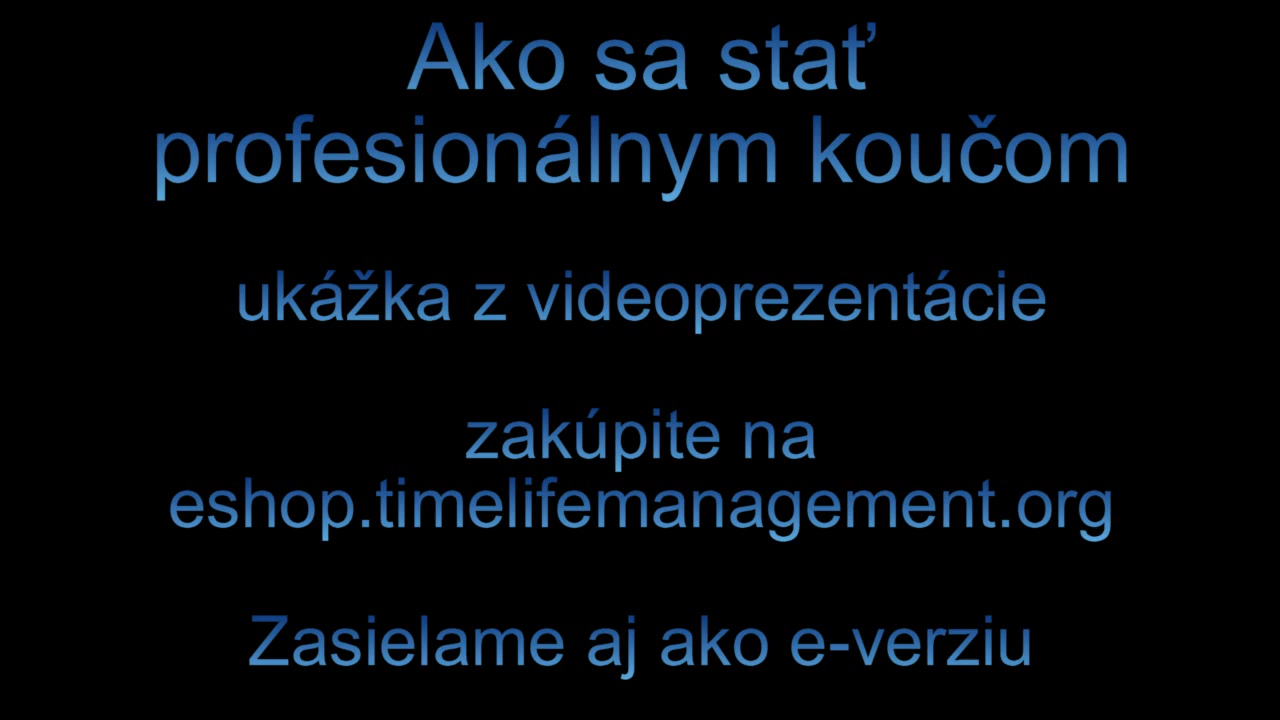 Ako sa stať
profesionálnym koučom
ukážka z videoprezentácie
zakúpite na
eshop.timelifemanagement.org
Zasielame aj ako e-verziu